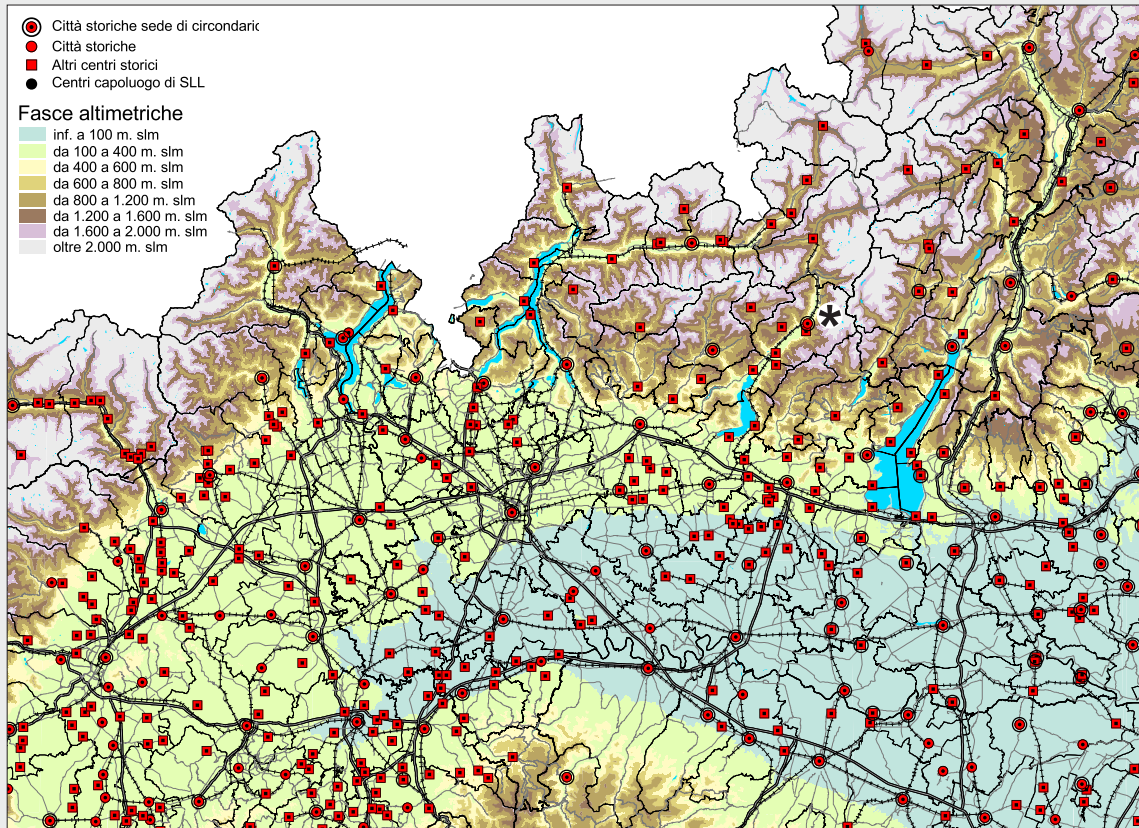 Città storiche sede di circondaric
Città storiche
Altri centri storici
Centri capoluogo di SLL
Fasce altimetriche
inf. a 100 m. slm
da 100 a 400 m. slm
da 400 a 600 m. slm
da 600 a 800 m. slm
da 800 a 1.200 m. slm
da 1.200 a 1.600 m. slm
da 1.600 a 2.000 m. slm
oltre 2.000 m. slm
*